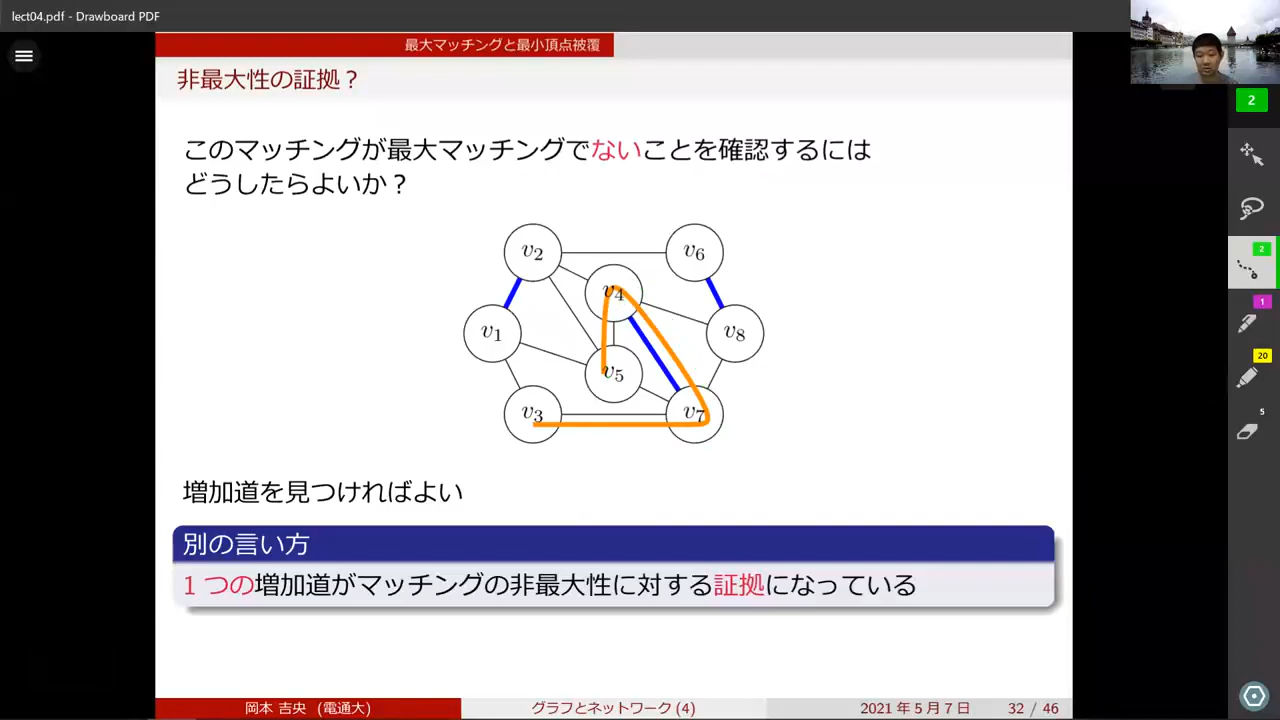 lect04.pdf - Drawboard PDF
最大マッチングと最小頂点被覆
非最大性の証拠？
このマッチングが最大マッチングでないことを確認するには
どうしたらよいか？
v2
v6
v4
v1
v8
v5
v3
v7
増加道を見つければよい
別の言い方
1 つの増加道がマッチングの非最大性に対する証拠になっている
岡本 吉央 (電通大)
グラフとネットワーク (4)
2021 年 5 月 7 日
32 / 46
2
2
1
20
5